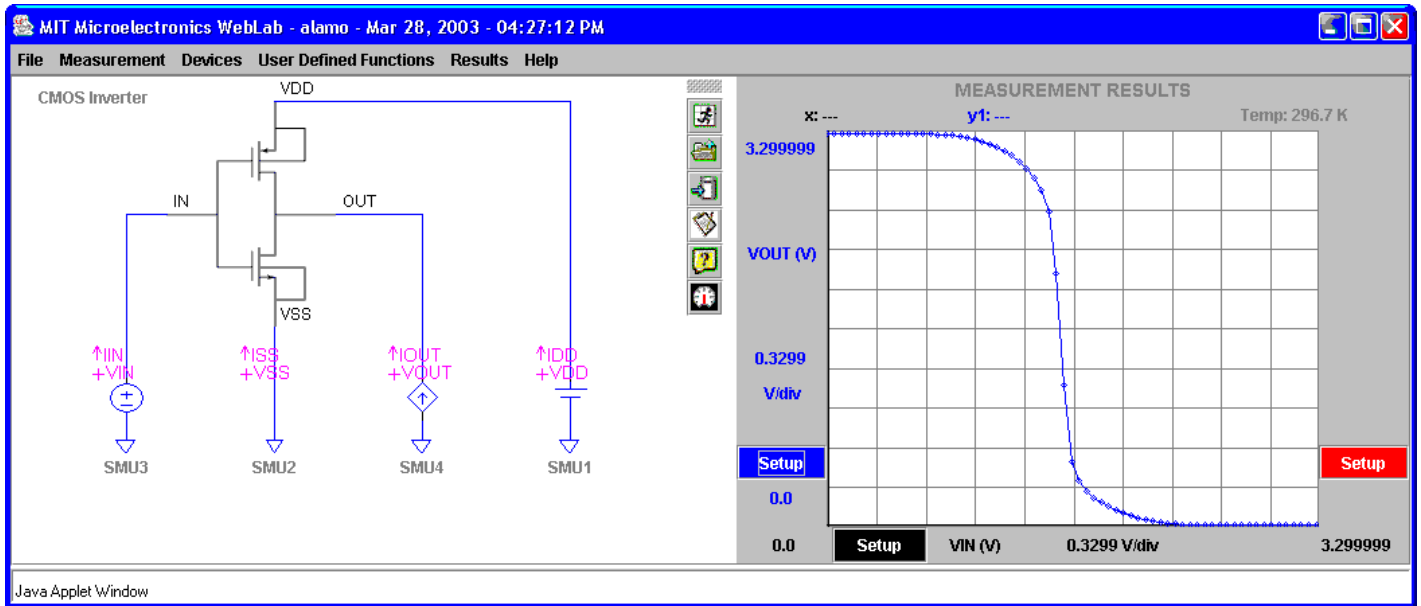 MIT Microelectronics WebLab - alamo - Mar 28, 2003 - 04:27:12 PM
File Measurement Devices User Defined Functions Results Help
CMOS Inverter
VDD
IN
OUT
VSS
↑IIN ↑ISS ↑IOUT ↑IDD
+VIN +VSS +VOUT +VDD
SMU3 SMU2 SMU4 SMU1
MEASUREMENT RESULTS
x: --- y1: --- Temp: 296.7 K
3.299999
VOUT (V)
0.3299
V/div
Setup Setup
0.0
0.0 Setup VIN (V) 0.3299 V/div 3.299999
Java Applet Window